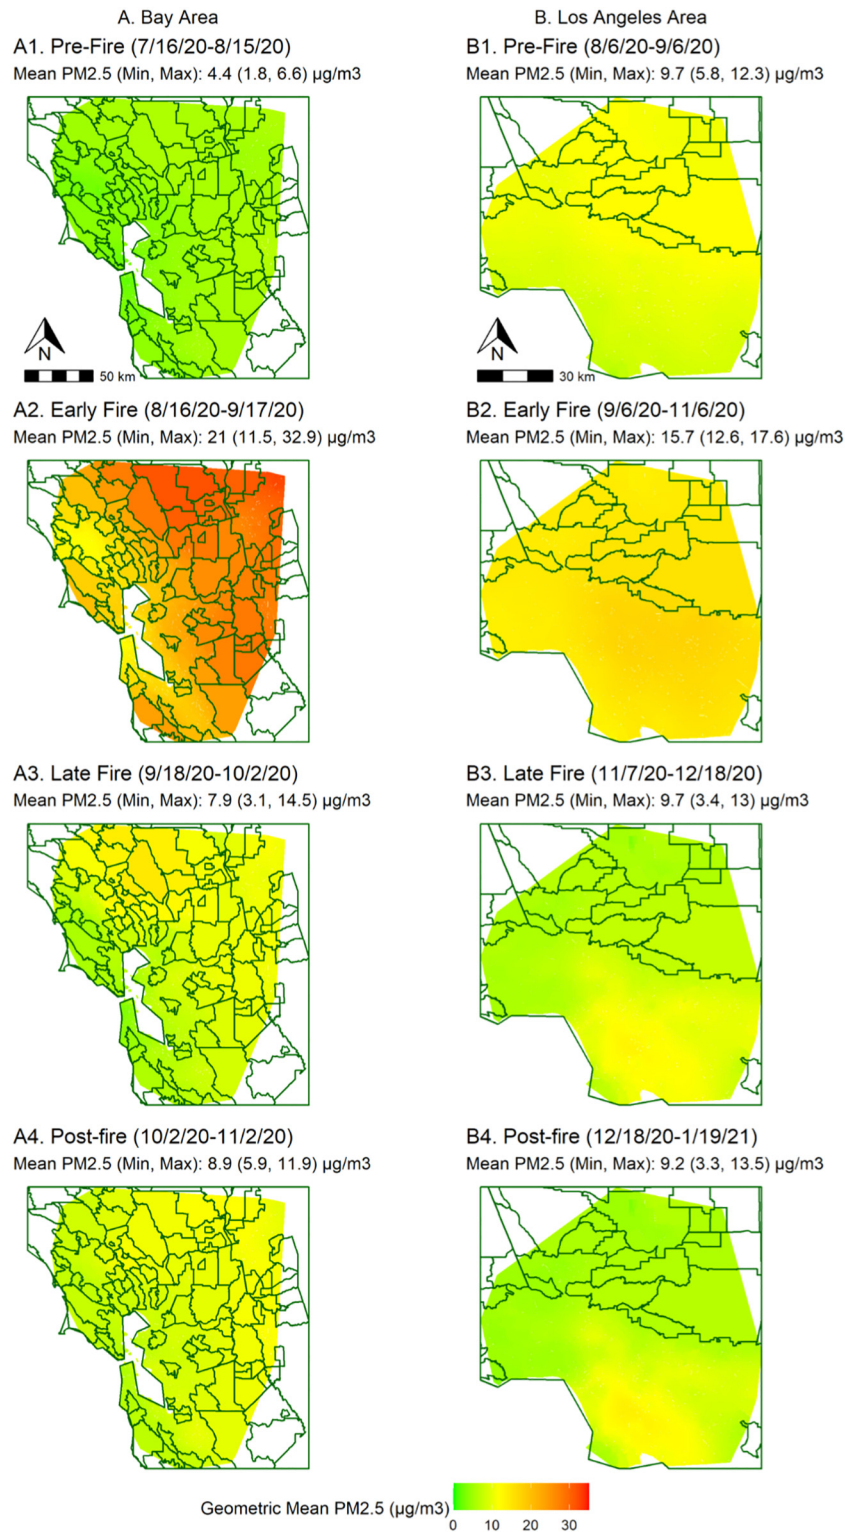 A. Bay Area
B. Los Angeles Area
A1. Pre-Fire (7/16/20-8/15/20)
Mean PM2.5 (Min, Max): 4.4 (1.8, 6.6) µg/m3
B1. Pre-Fire (8/6/20-9/6/20)
Mean PM2.5 (Min, Max): 9.7 (5.8, 12.3) µg/m3
N
50 km
N
30 km
A2. Early Fire (8/16/20-9/17/20)
Mean PM2.5 (Min, Max): 21 (11.5, 32.9) µg/m3
B2. Early Fire (9/6/20-11/6/20)
Mean PM2.5 (Min, Max): 15.7 (12.6, 17.6) µg/m3
A3. Late Fire (9/18/20-10/2/20)
Mean PM2.5 (Min, Max): 7.9 (3.1, 14.5) µg/m3
B3. Late Fire (11/7/20-12/18/20)
Mean PM2.5 (Min, Max): 9.7 (3.4, 13) µg/m3
A4. Post-fire (10/2/20-11/2/20)
Mean PM2.5 (Min, Max): 8.9 (5.9, 11.9) µg/m3
B4. Post-fire (12/18/20-1/19/21)
Mean PM2.5 (Min, Max): 9.2 (3.3, 13.5) µg/m3
Geometric Mean PM2.5 (µg/m3)
0 10 20 30